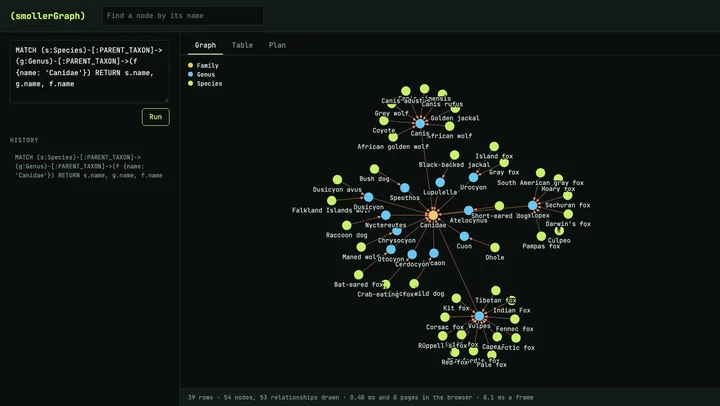 (smollerGraph)
Find a node by its name
MATCH (s:Species)-[:PARENT_TAXON]->
(g:Genus)-[:PARENT_TAXON]->(f
{name: 'Canidae'}) RETURN s.name,
g.name, f.name
Run
HISTORY
MATCH (s:Species)-[:PARENT_TAXON]->
(g:Genus)-[:PARENT_TAXON]->(f {name:
'Canidae'}) RETURN s.name, g.name, f.name
Graph
Table
Plan
Family
Genus
Species
Canis rufus
Grey wolf
Golden jackal
Coyote
Canis
African wolf
African golden wolf
Island fox
Black-backed jackal
Gray fox
Bush dog
South American gray fox
Dusicyon avus
Speothos
Lupulella
Urocyon
Hoary fox
Falkland Islands
Dusicyon
Sechuran fox
Nyctereutes
Canidae
Atelocynus
Short-eared dog
Darwin's fox
Raccoon dog
Chrysocyon
Cuon
Pampas fox
Culpeo
Maned wolf
Otocyon
Cerdocyon
Dhole
Bat-eared fox
Crab-eating fox
wild dog
Tibetan fox
Kit fox
Indian Fox
Corsac fox
Vulpes
Fennec fox
Rüppell's fox
Arctic fox
Red fox
Pale fox
39 rows · 54 nodes, 53 relationships drawn · 0.40 ms and 0 pages in the browser · 0.1 ms a frame